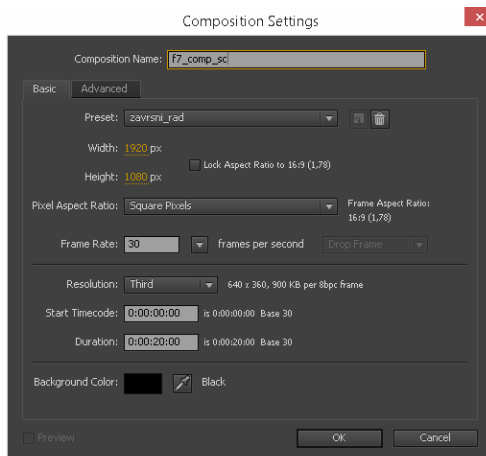 Composition Settings
Composition Name: f7_comp_sc
Basic Advanced
Preset: zavrsni_rad
Width: 1920 px
Lock Aspect Ratio to 16:9 (1,78)
Height: 1080 px
Pixel Aspect Ratio: Square Pixels
Frame Aspect Ratio:
16:9 (1,78)
Frame Rate: 30 frames per second Drop Frame
Resolution: Third 640 x 360, 900 KB per 8bpc frame
Start Timecode: 0:00:00:00 is 0:00:00:00 Base 30
Duration: 0:00:20:00 is 0:00:20:00 Base 30
Background Color: Black
Preview OK Cancel